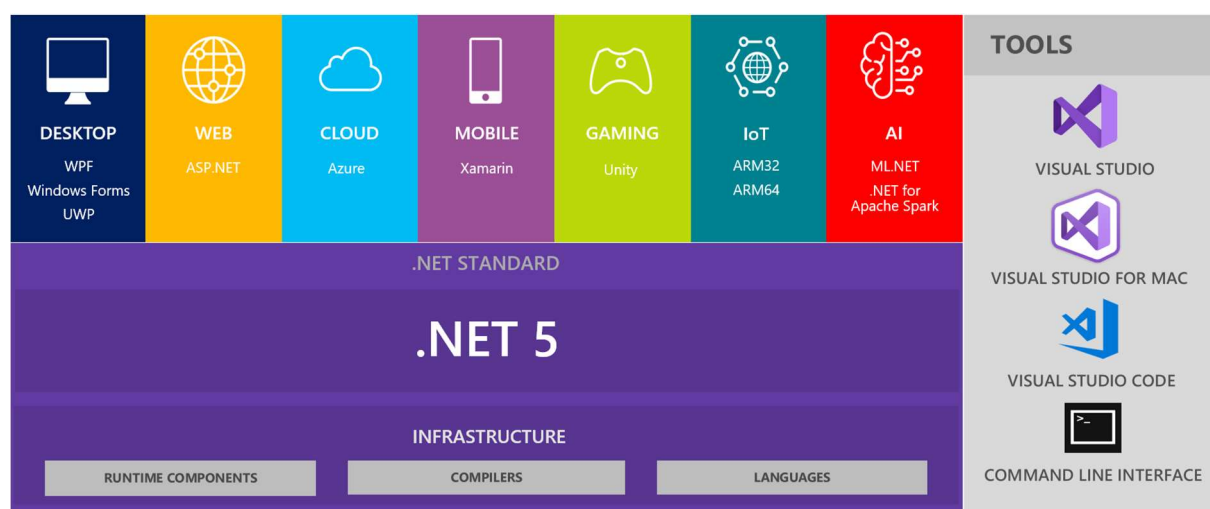 DESKTOP
WPF
Windows Forms
UWP
WEB
ASP.NET
CLOUD
Azure
MOBILE
Xamarin
GAMING
Unity
IoT
ARM32
ARM64
AI
ML.NET
.NET for
Apache Spark
.NET STANDARD
.NET 5
INFRASTRUCTURE
RUNTIME COMPONENTS
COMPILERS
LANGUAGES
TOOLS
VISUAL STUDIO
VISUAL STUDIO FOR MAC
VISUAL STUDIO CODE
>_
COMMAND LINE INTERFACE